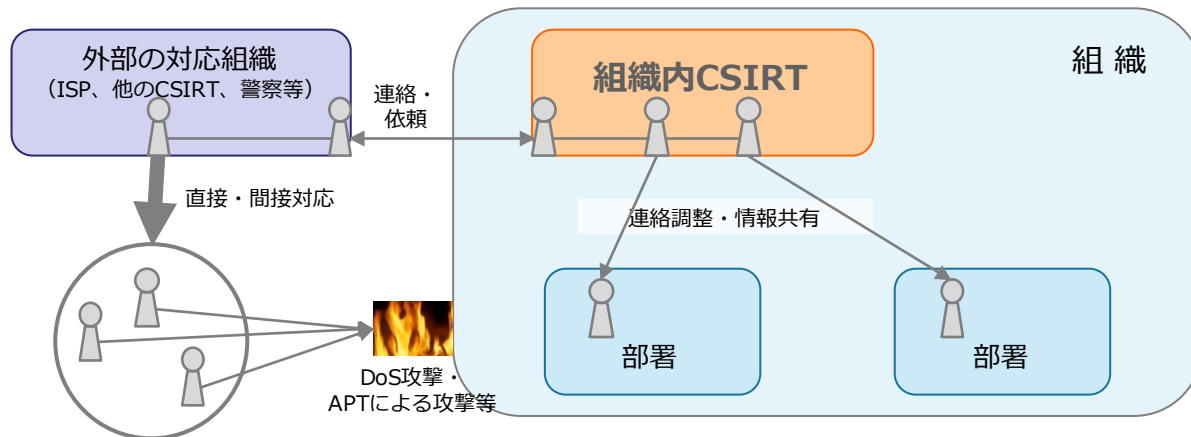 外部の対応組織
（ISP、他のCSIRT、警察等）
連絡・
依頼
組織内CSIRT
組 織
直接・間接対応
連絡調整・情報共有
DoS攻撃・
APTによる攻撃等
部署
部署